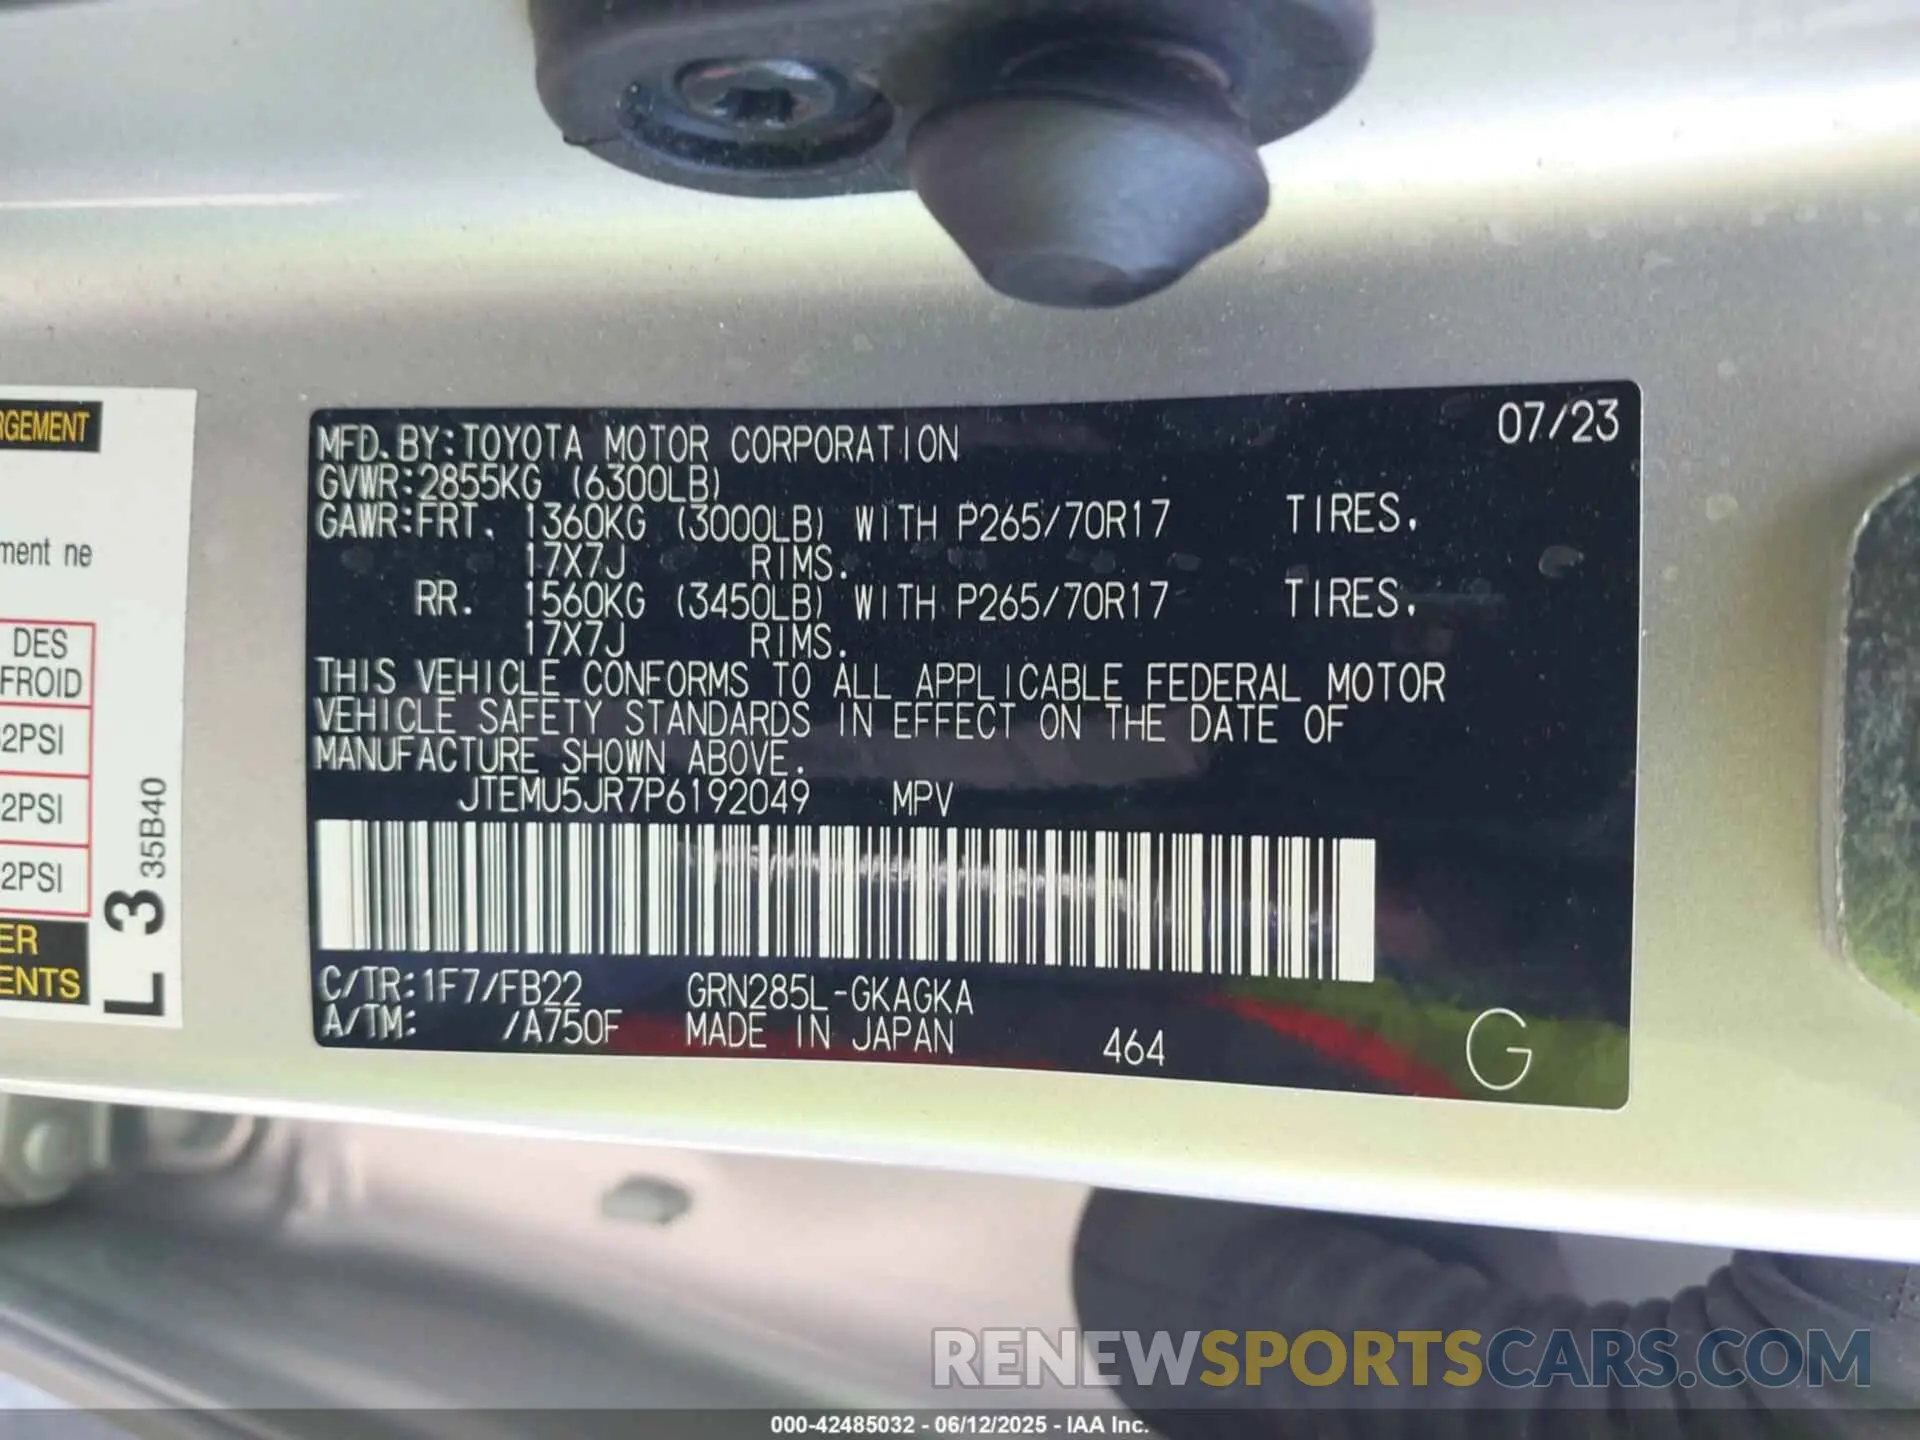 RGEMENT
ment ne
DES
FROID
2PSI
2PSI
2PSI
ER
ENTS
L 3 35B40
07/23
MFD.BY:TOYOTA MOTOR CORPORATION
GVWR:2855KG (6300LB)
GAWR:FRT. 1360KG (3000LB) WITH P265/70R17 TIRES.
17X7J RIMS.
RR. 1560KG (3450LB) WITH P265/70R17 TIRES.
17X7J RIMS.
THIS VEHICLE CONFORMS TO ALL APPLICABLE FEDERAL MOTOR
VEHICLE SAFETY STANDARDS IN EFFECT ON THE DATE OF
MANUFACTURE SHOWN ABOVE.
JTEMU5JR7P6192049 MPV
C/TR:1F7/FB22 GRN285L-GKAGKA
A/TM: /A750F MADE IN JAPAN 464 G
RENEWSPORTSCARS.COM
000-42485032 - 06/12/2025 - IAA Inc.